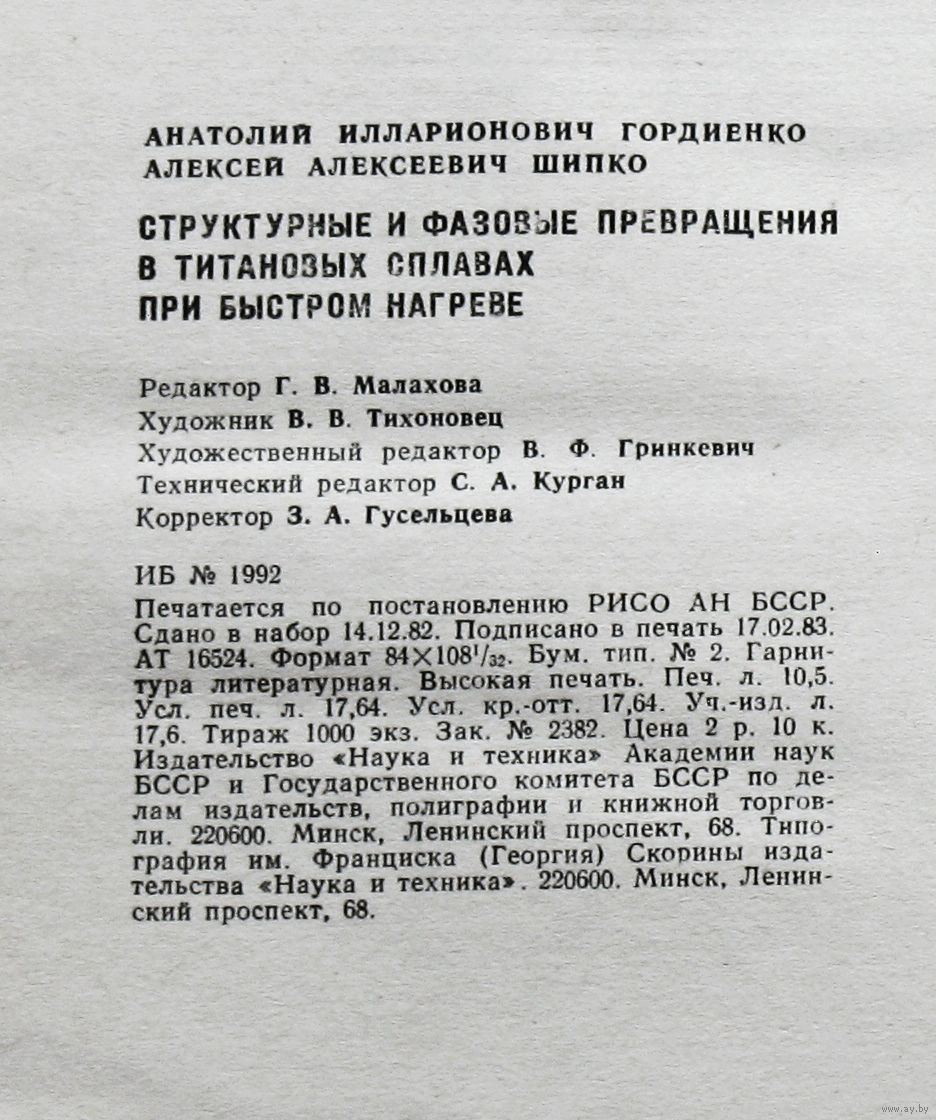 АНАТОЛИЙ ИЛЛАРИОНОВИЧ ГОРДИЕНКО
АЛЕКСЕЙ АЛЕКСЕЕВИЧ ШИПКО
СТРУКТУРНЫЕ И ФАЗОВЫЕ ПРЕВРАЩЕНИЯ
В ТИТАНОВЫХ СПЛАВАХ
ПРИ БЫСТРОМ НАГРЕВЕ
Редактор Г. В. Малахова
Художник В. В. Тихоновец
Художественный редактор В. Ф. Гринкевич
Технический редактор С. А. Курган
Корректор З. А. Гусельцева
ИБ № 1992
Печатается по постановлению РИСО АН БССР.
Сдано в набор 14.12.82. Подписано в печать 17.02.83.
АТ 16524. Формат 84×108¹/₃₂. Бум. тип. № 2. Гарни-
тура литературная. Высокая печать. Печ. л. 10,5.
Усл. печ. л. 17,64. Усл. кр.-отт. 17,64. Уч.-изд. л.
17,6. Тираж 1000 экз. Зак. № 2382. Цена 2 р. 10 к.
Издательство «Наука и техника» Академии наук
БССР и Государственного комитета БССР по де-
лам издательств, полиграфии и книжной торгов-
ли. 220600. Минск, Ленинский проспект, 68. Типо-
графия им. Франциска (Георгия) Скорины изда-
тельства «Наука и техника». 220600. Минск, Ленин-
ский проспект, 68.
www.ay.by